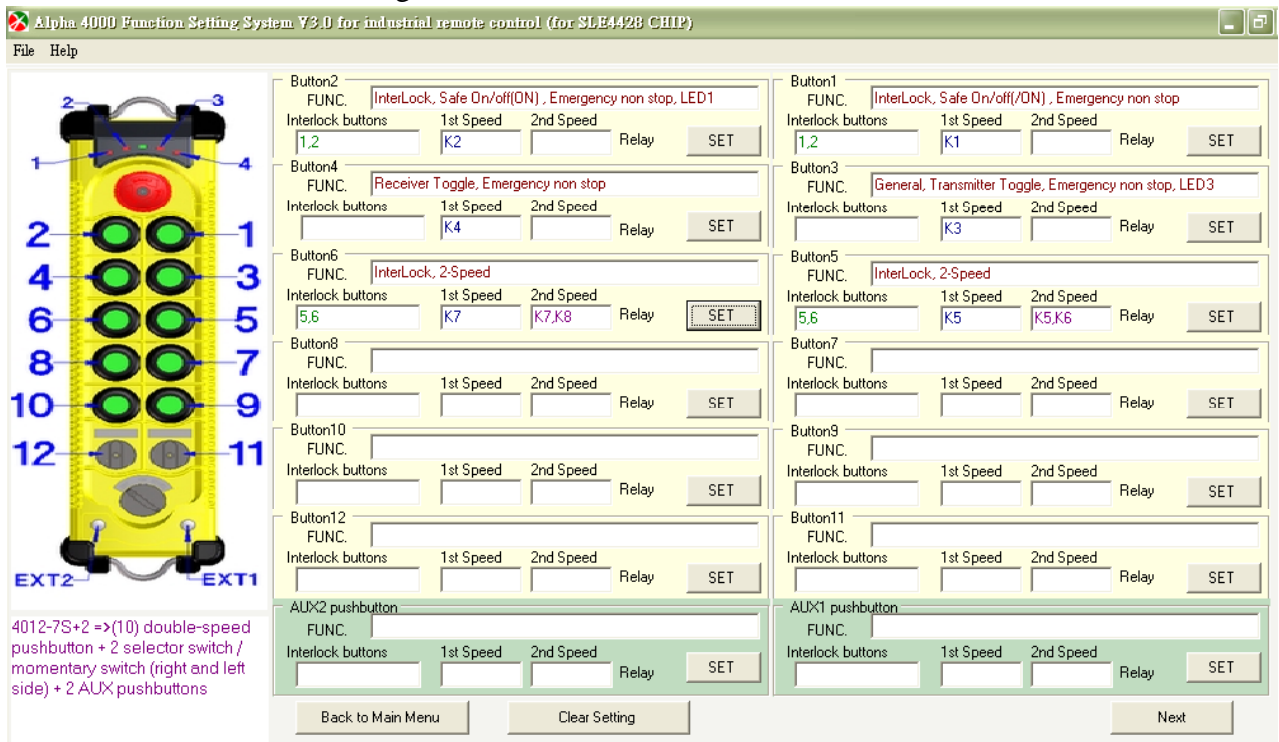 Alpha 4000 Function Setting System V3.0 for industrial remote control (for SLE4428 CHIP)
File Help
2 3
1 4
2 1
4 3
6 5
8 7
10 9
12 11
EXT2 EXT1
4012-7S+2 =>(10) double-speed
pushbutton + 2 selector switch /
momentary switch (right and left
side) + 2 AUX pushbuttons
Button2
FUNC. InterLock, Safe On/off(ON) , Emergency non stop, LED1
Interlock buttons 1st Speed 2nd Speed
1,2 K2 Relay SET
Button1
FUNC. InterLock, Safe On/off(/ON) , Emergency non stop
Interlock buttons 1st Speed 2nd Speed
1,2 K1 Relay SET
Button4
FUNC. Receiver Toggle, Emergency non stop
Interlock buttons 1st Speed 2nd Speed
K4 Relay SET
Button3
FUNC. General, Transmitter Toggle, Emergency non stop, LED3
Interlock buttons 1st Speed 2nd Speed
K3 Relay SET
Button6
FUNC. InterLock, 2-Speed
Interlock buttons 1st Speed 2nd Speed
5,6 K7 K7,K8 Relay SET
Button5
FUNC. InterLock, 2-Speed
Interlock buttons 1st Speed 2nd Speed
5,6 K5 K5,K6 Relay SET
Button8
FUNC.
Interlock buttons 1st Speed 2nd Speed
Relay SET
Button7
FUNC.
Interlock buttons 1st Speed 2nd Speed
Relay SET
Button10
FUNC.
Interlock buttons 1st Speed 2nd Speed
Relay SET
Button9
FUNC.
Interlock buttons 1st Speed 2nd Speed
Relay SET
Button12
FUNC.
Interlock buttons 1st Speed 2nd Speed
Relay SET
Button11
FUNC.
Interlock buttons 1st Speed 2nd Speed
Relay SET
AUX2 pushbutton
FUNC.
Interlock buttons 1st Speed 2nd Speed
Relay SET
AUX1 pushbutton
FUNC.
Interlock buttons 1st Speed 2nd Speed
Relay SET
Back to Main Menu Clear Setting Next